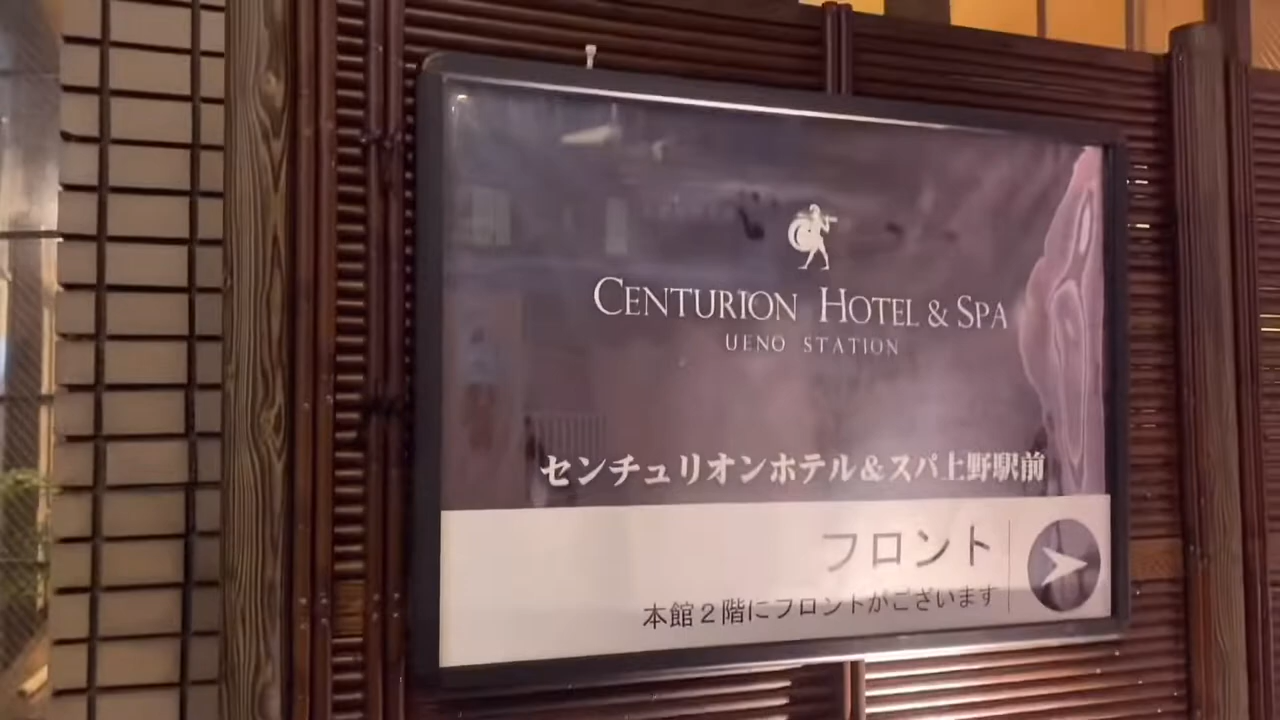 CENTURION HOTEL & SPA
UENO STATION
センチュリオンホテル&スパ上野駅前
フロント
本館2階にフロントがございます